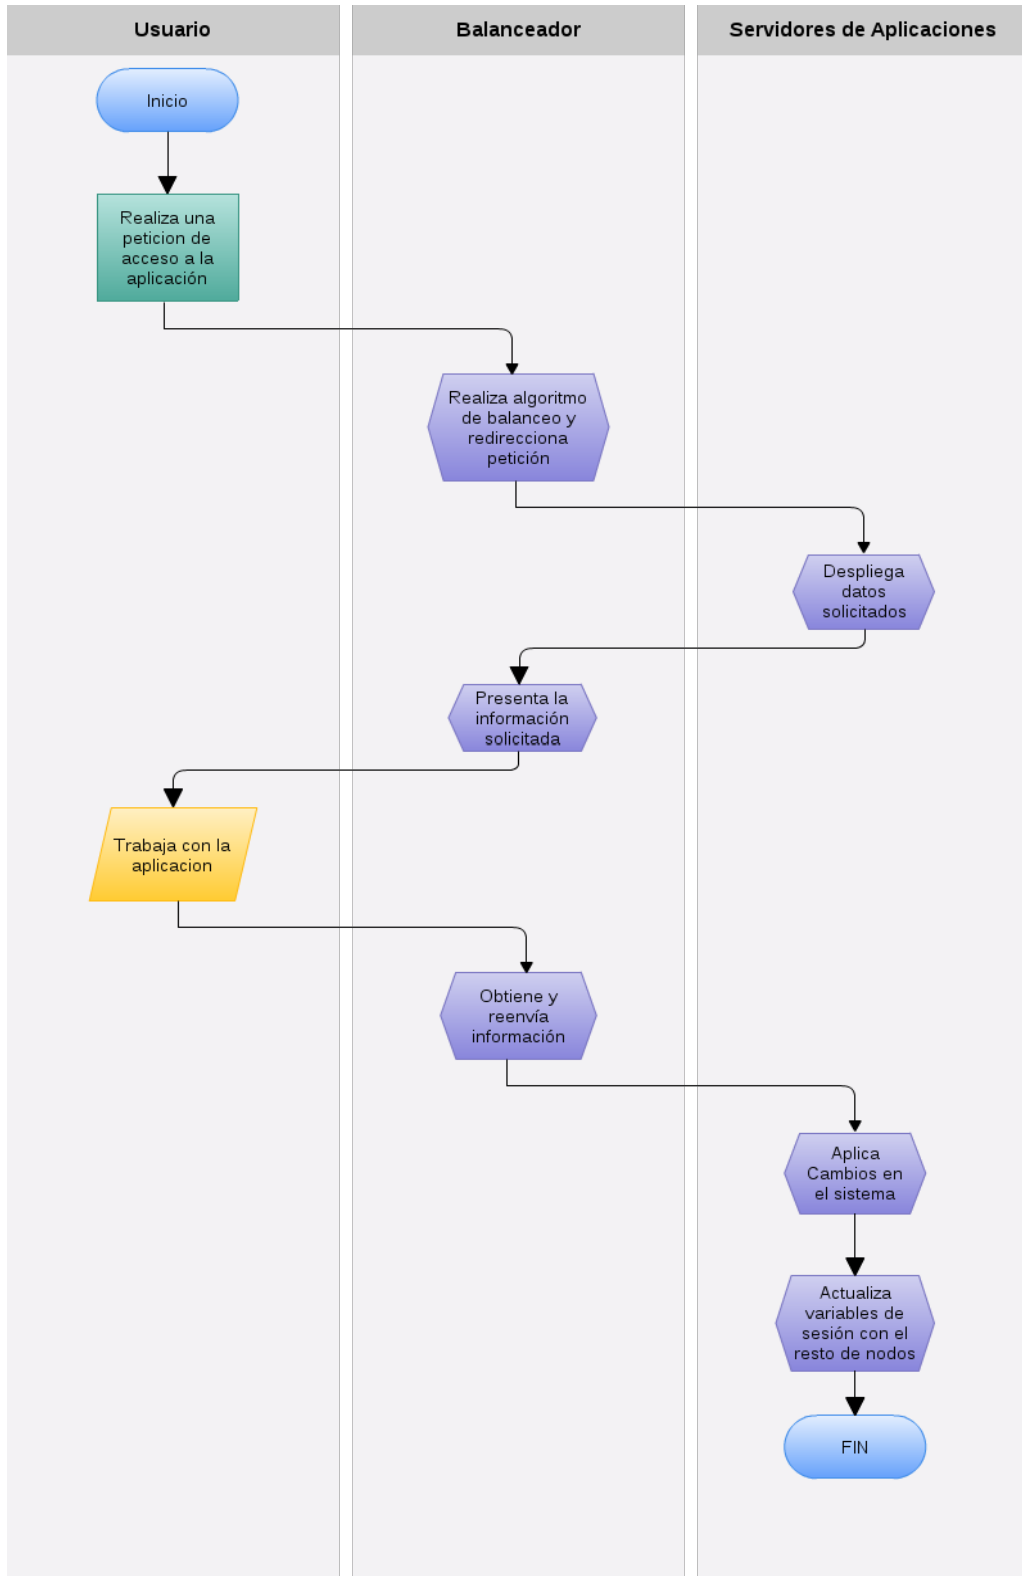 Usuario
Balanceador
Servidores de Aplicaciones
Inicio
Realiza una
peticion de
acceso a la
aplicación
Realiza algoritmo
de balanceo y
redirecciona
petición
Despliega
datos
solicitados
Presenta la
información
solicitada
Trabaja con la
aplicacion
Obtiene y
reenvía
información
Aplica
Cambios en
el sistema
Actualiza
variables de
sesión con el
resto de nodos
FIN